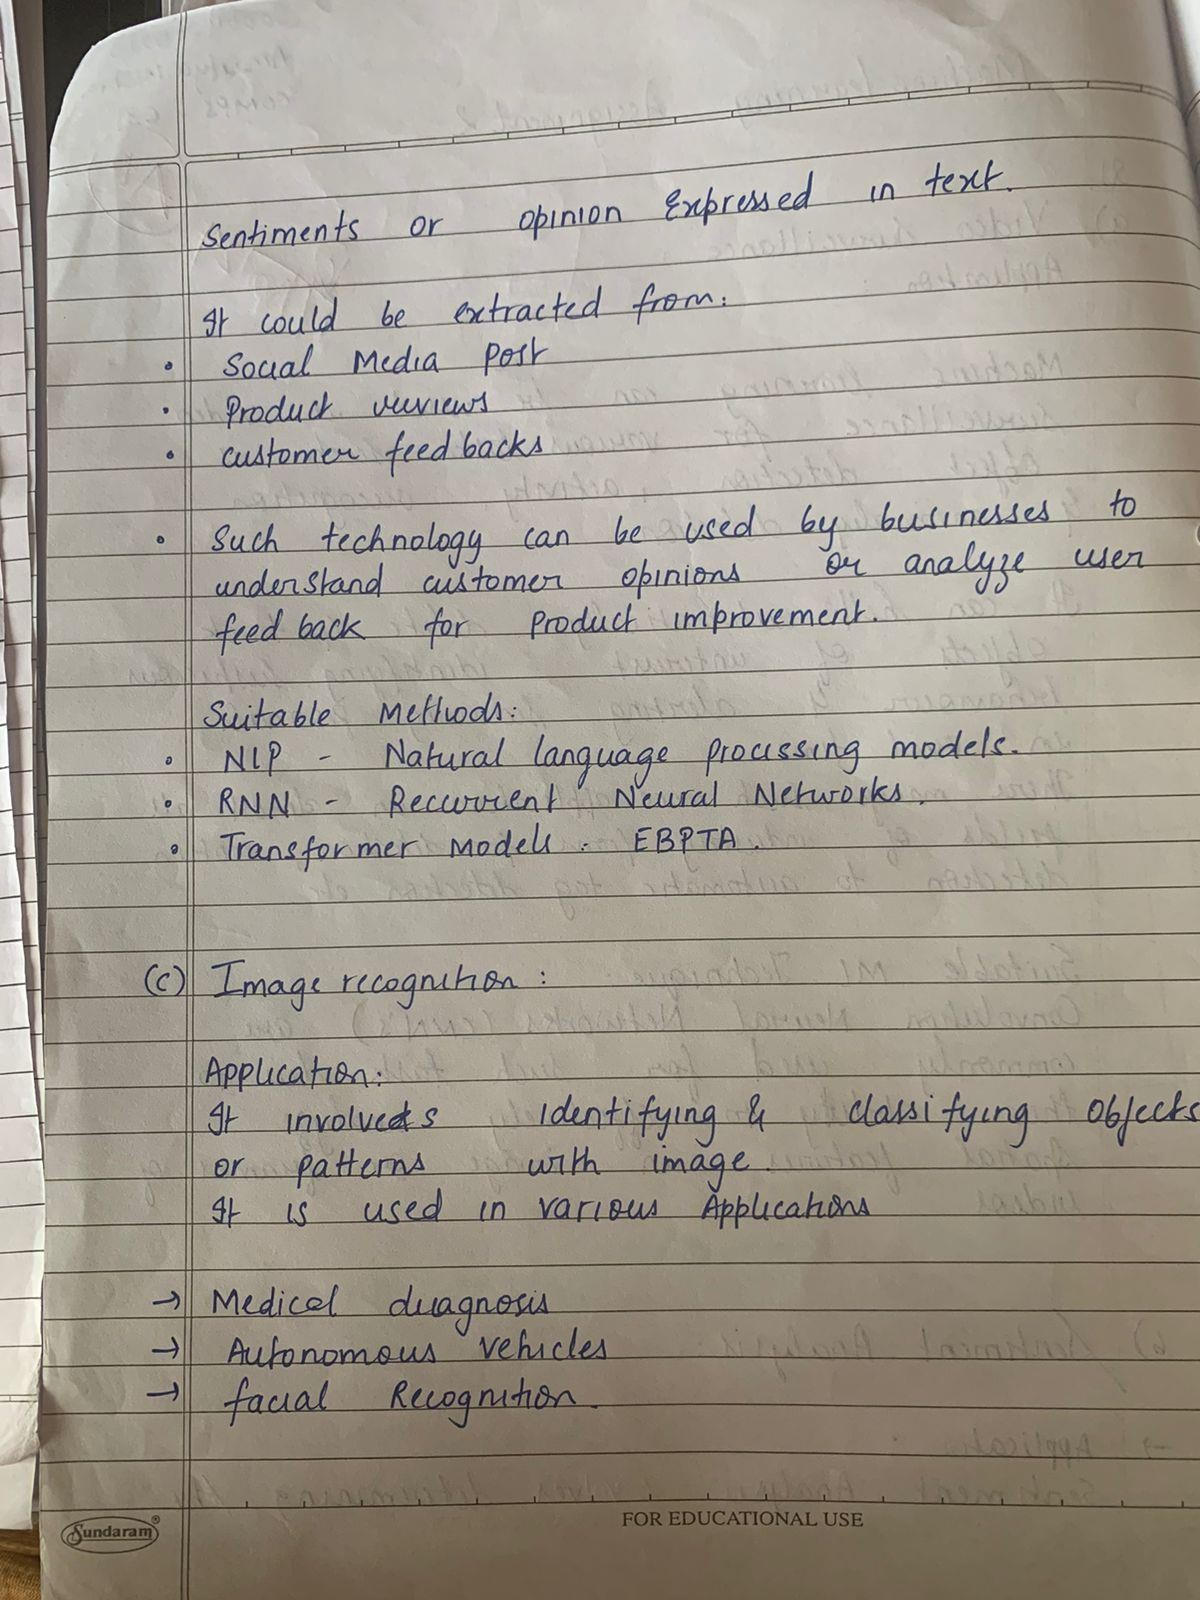 Sentiments or opinion Expressed in text.
It could be extracted from:
• Social Media Post
• Product reviews
• customer feed backs
• Such technology can be used by businesses to
understand customer opinions or analyze user
feed back for Product improvement.
Suitable Methods:
• NLP - Natural language processing models.
• RNN - Recurrent Neural Networks.
• Transformer Models. EBPTA.
(c) Image recognition:
Application:
It involves identifying & classifying objects
or patterns with image.
It is used in various Applications
→ Medical diagnosis
→ Autonomous vehicles
→ facial Recognition.
Sundaram®
FOR EDUCATIONAL USE